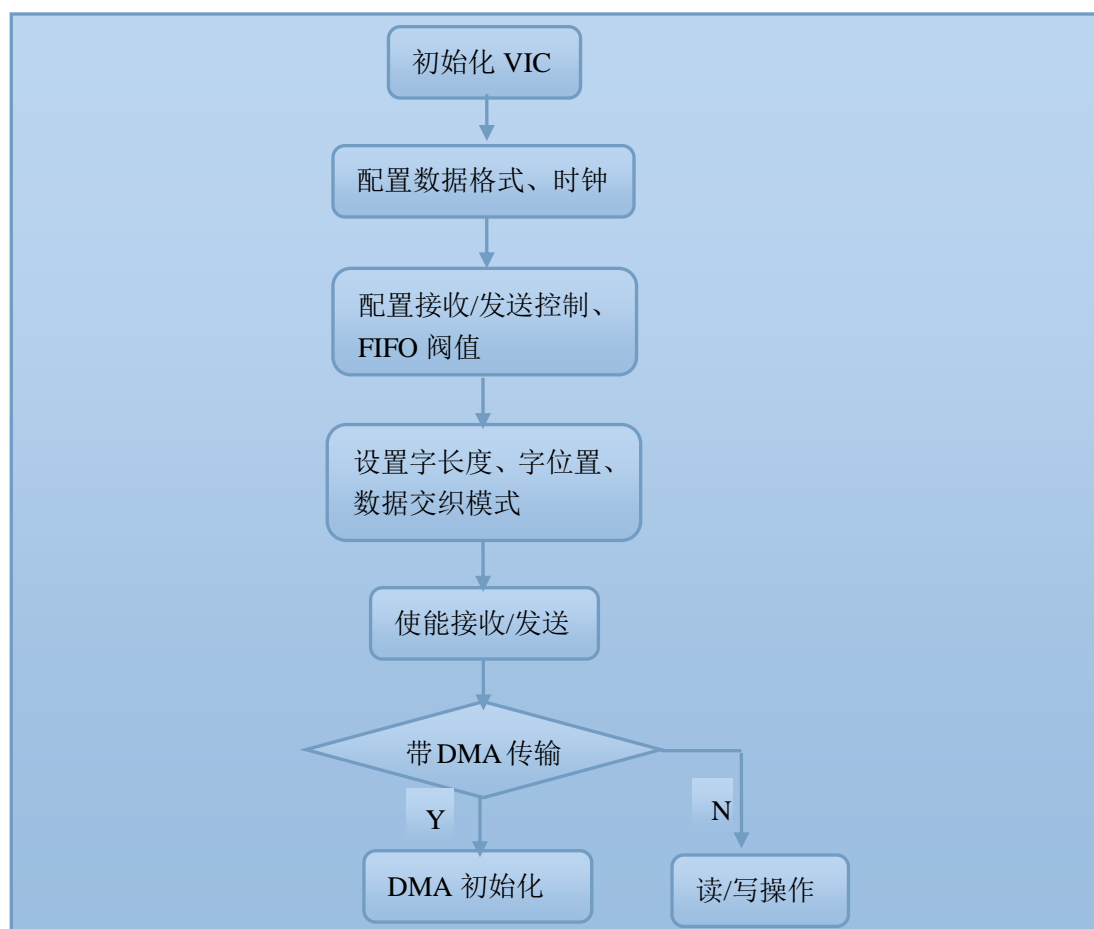 初始化 VIC
配置数据格式、时钟
配置接收/发送控制、
FIFO 阀值
设置字长度、字位置、
数据交织模式
使能接收/发送
带DMA传输
Y
N
DMA 初始化
读/写操作